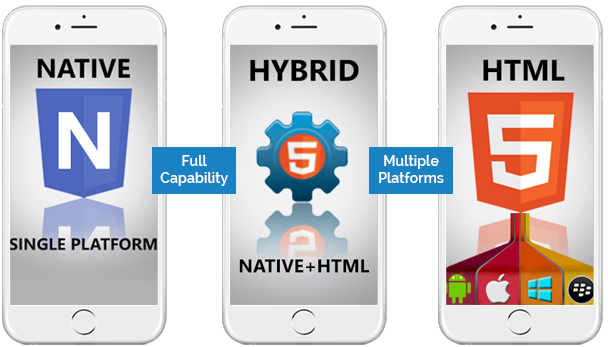 NATIVE
N
SINGLE PLATFORM
Full
Capability
HYBRID
5
NATIVE+HTML
Multiple
Platforms
HTML
5